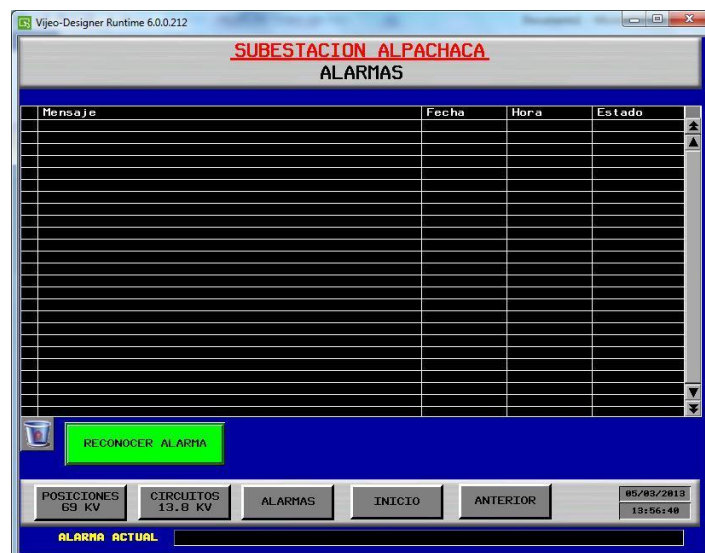 Vijeo-Designer Runtime 6.0.0.212
SUBESTACION ALPACHACA
ALARMAS
Mensaje Fecha Hora Estado
RECONOCER ALARMA
POSICIONES 69 KV
CIRCUITOS 13.8 KV
ALARMAS
INICIO
ANTERIOR
05/03/2013
13:56:40
ALARMA ACTUAL